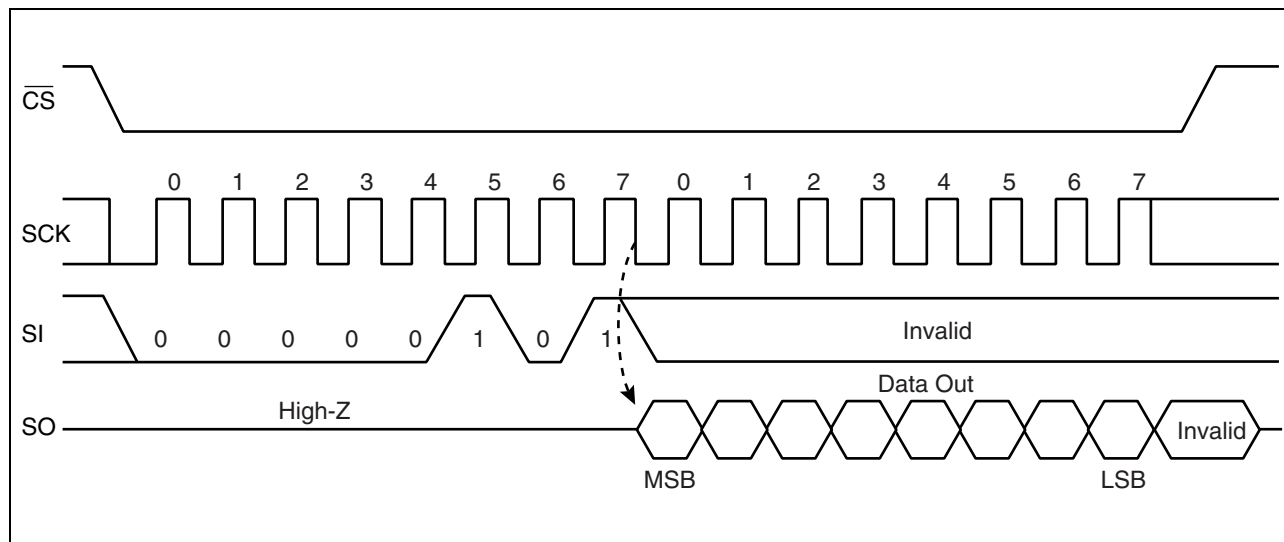 CS
0 1 2 3 4 5 6 7 0 1 2 3 4 5 6 7
SCK
SI
0 0 0 0 0 1 0 1
Invalid
Data Out
High-Z
SO
Invalid
MSB
LSB